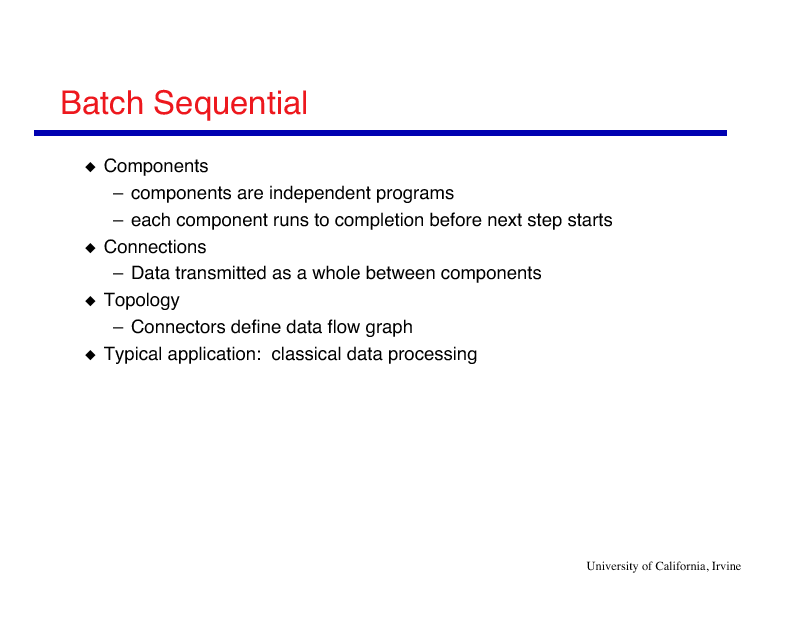 Batch Sequential
◆ Components
– components are independent programs
– each component runs to completion before next step starts
◆ Connections
– Data transmitted as a whole between components
◆ Topology
– Connectors define data flow graph
◆ Typical application:  classical data processing
University of California, Irvine